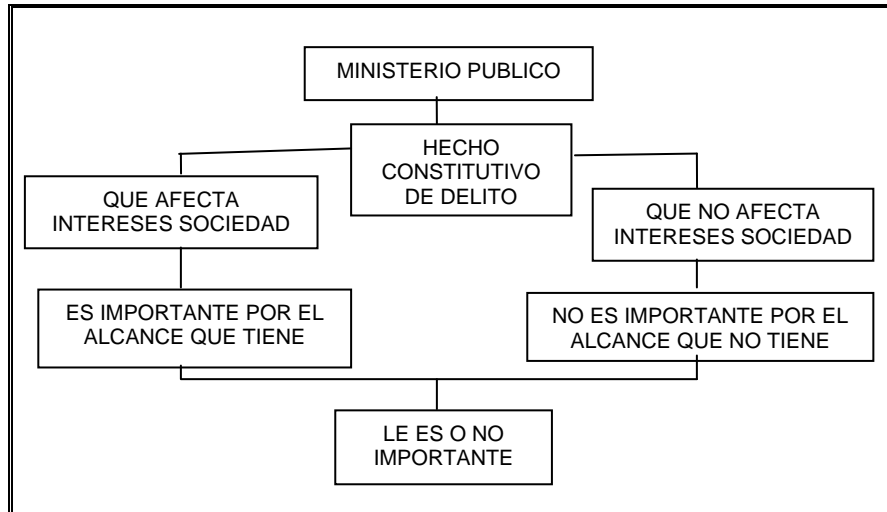 MINISTERIO PUBLICO
HECHO
CONSTITUTIVO
DE DELITO
QUE AFECTA
INTERESES SOCIEDAD
QUE NO AFECTA
INTERESES SOCIEDAD
ES IMPORTANTE POR EL
ALCANCE QUE TIENE
NO ES IMPORTANTE POR EL
ALCANCE QUE NO TIENE
LE ES O NO
IMPORTANTE